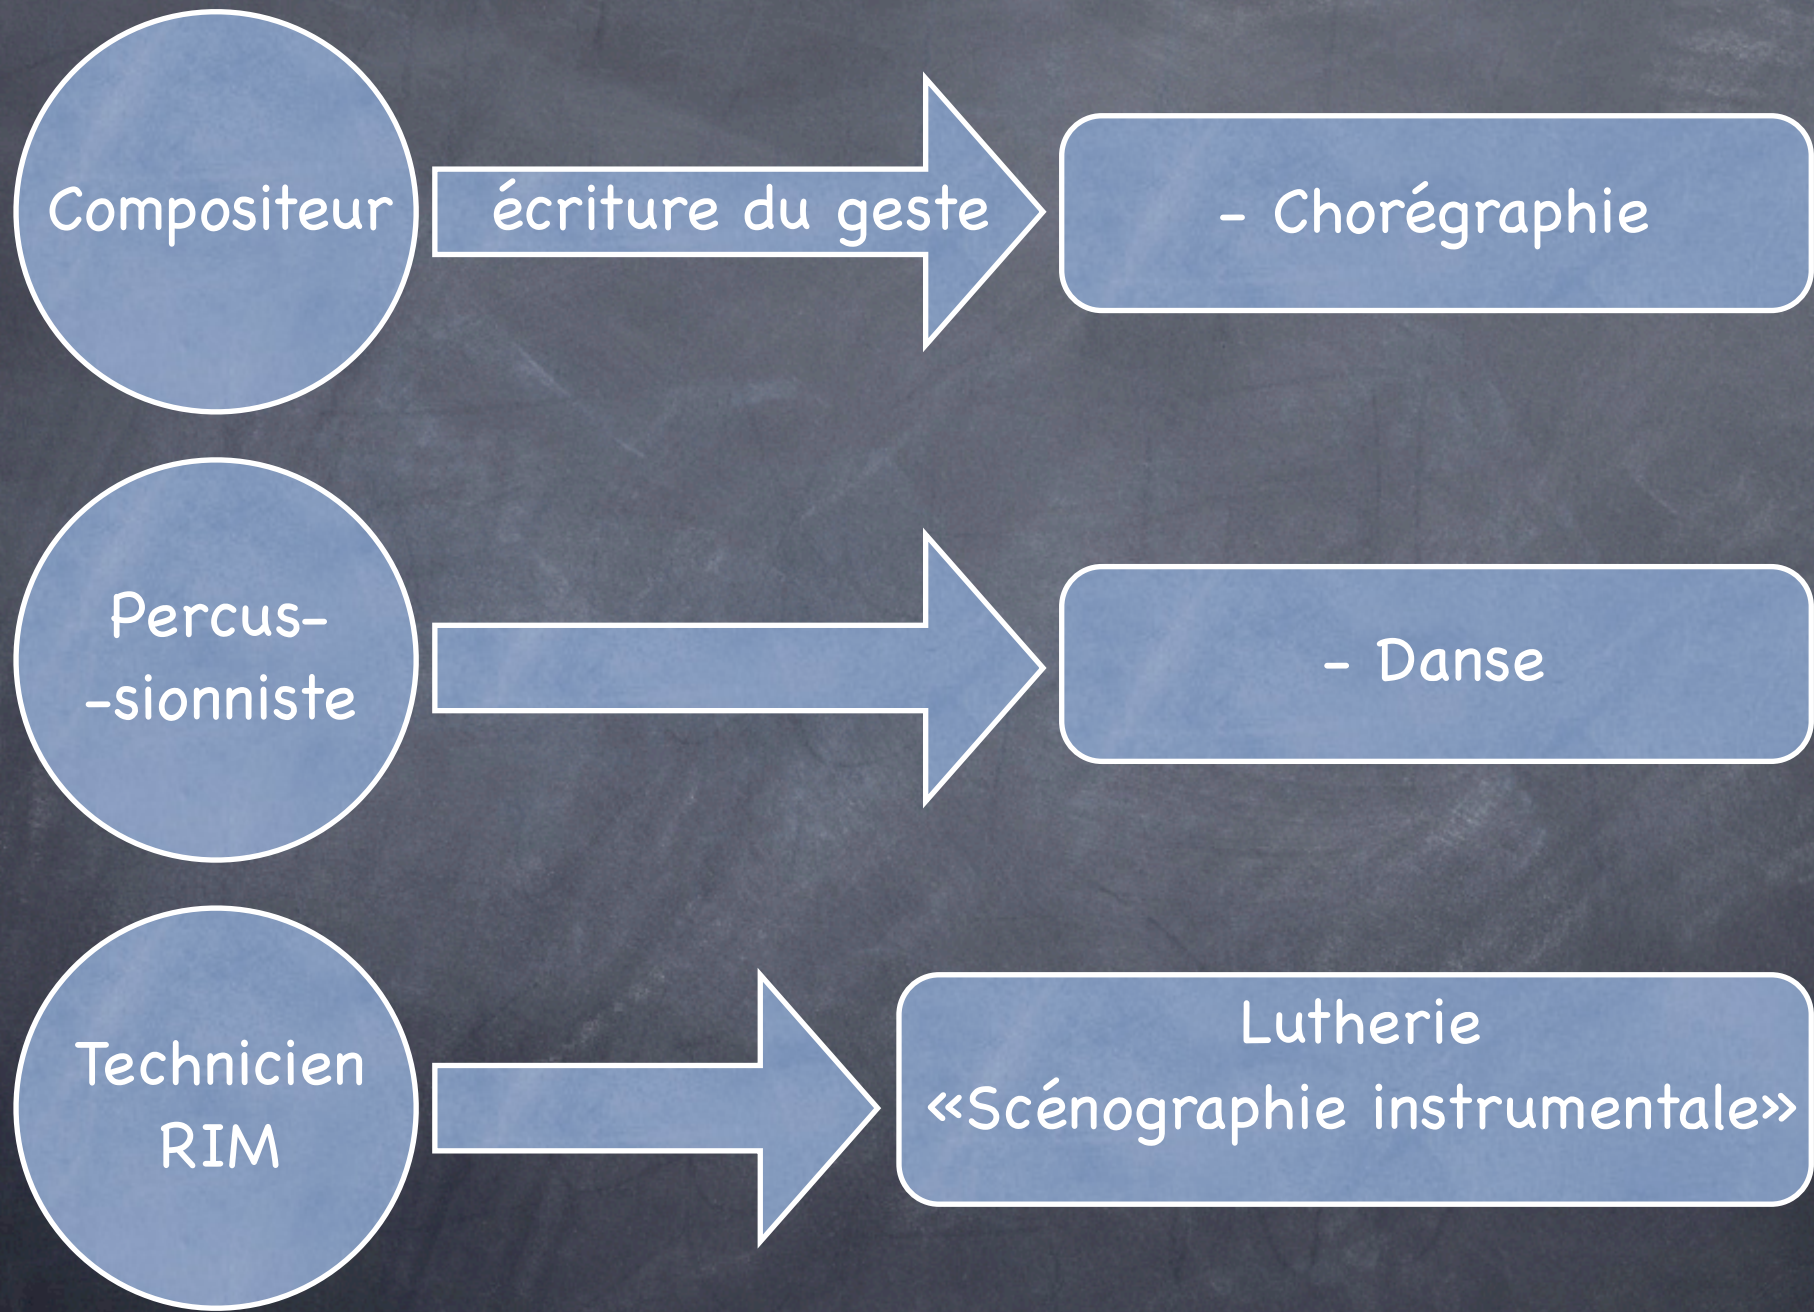 Compositeur
écriture du geste
- Chorégraphie
Percus-
-sionniste
- Danse
Technicien
RIM
Lutherie
«Scénographie instrumentale»